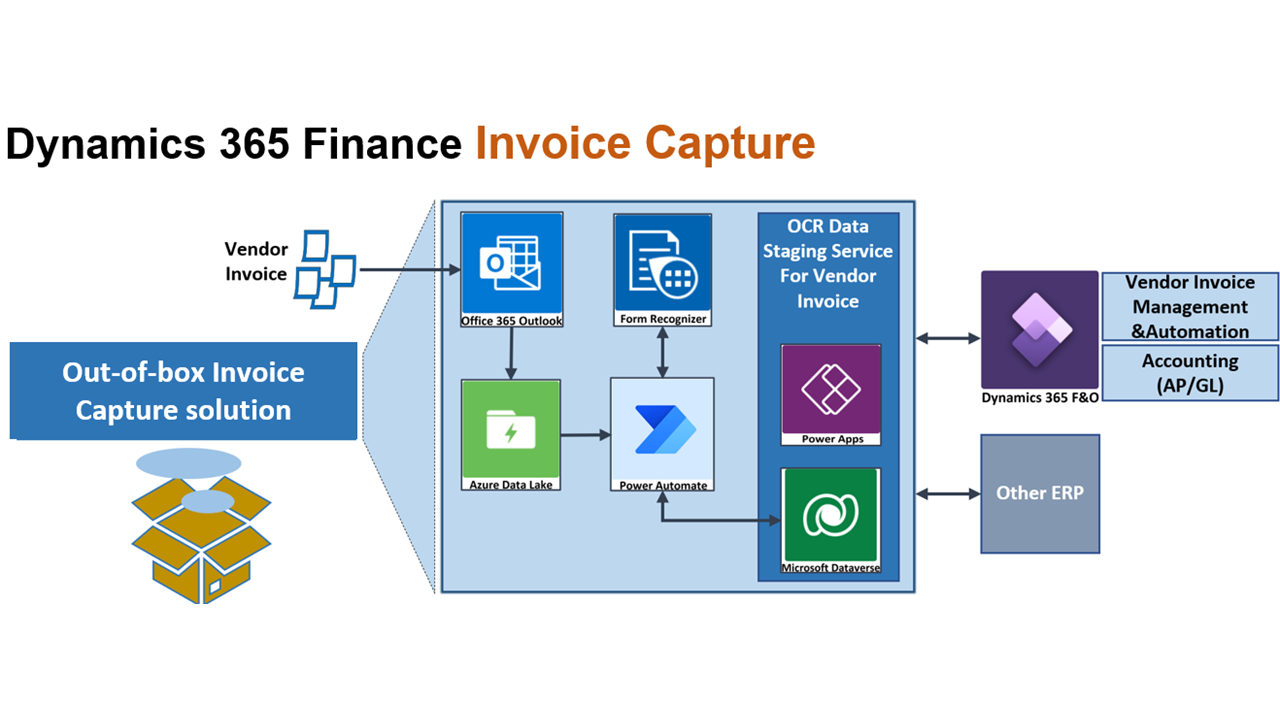 Dynamics 365 Finance Invoice Capture
Vendor
Invoice
Out-of-box Invoice
Capture solution
Office 365 Outlook
Form Recognizer
Azure Data Lake
Power Automate
OCR Data
Staging Service
For Vendor
Invoice
Power Apps
Microsoft Dataverse
Dynamics 365 F&O
Vendor Invoice
Management
&Automation
Accounting
(AP/GL)
Other ERP